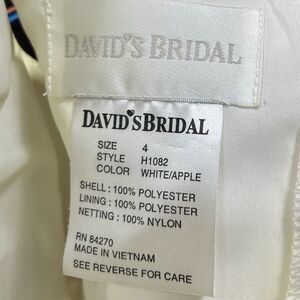 DAVID'S BRIDAL
DAVID'SBRIDAL
SIZE 4
STYLE H1082
COLOR WHITE/APPLE
SHELL : 100% POLYESTER
LINING : 100% POLYESTER
NETTING : 100% NYLON
RN 84270
MADE IN VIETNAM
SEE REVERSE FOR CARE